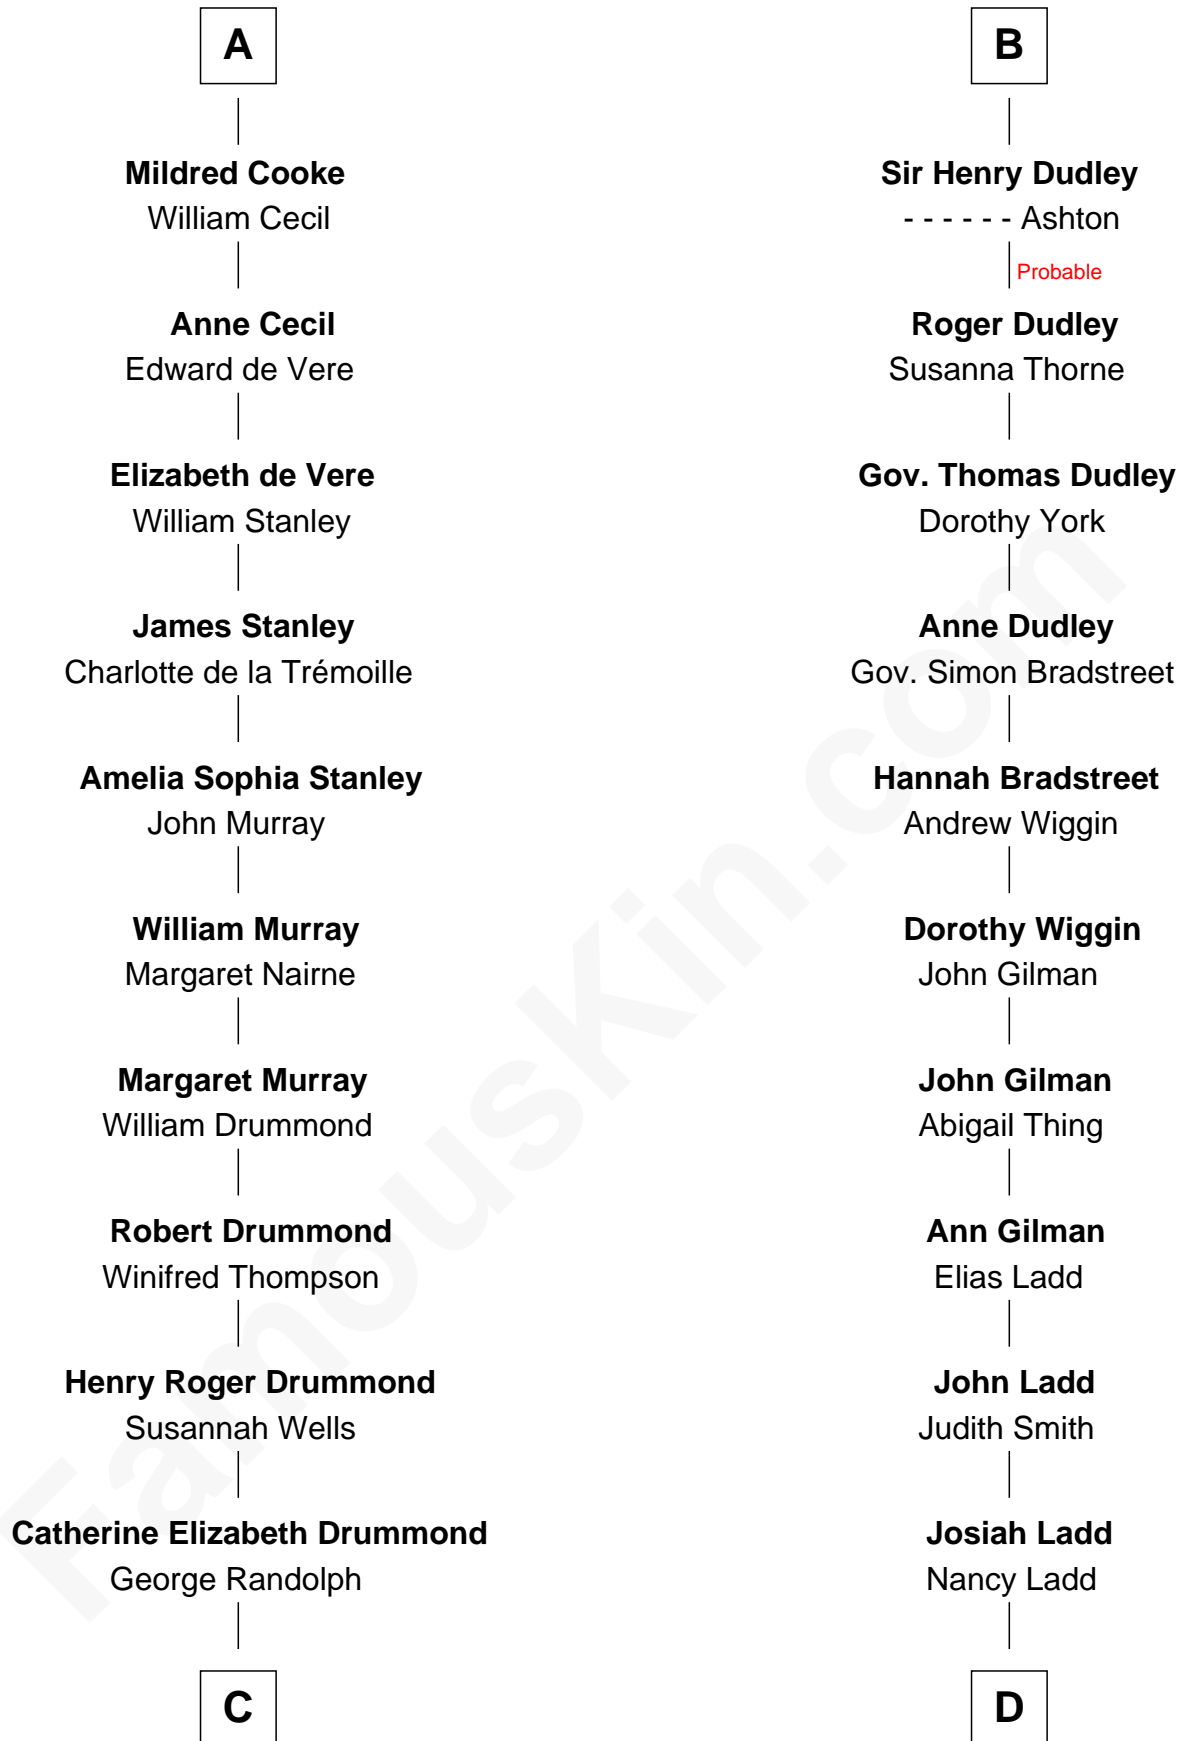 A
Mildred Cooke
William Cecil
Anne Cecil
Edward de Vere
Elizabeth de Vere
William Stanley
James Stanley
Charlotte de la Trémoille
Amelia Sophia Stanley
John Murray
William Murray
Margaret Nairne
Margaret Murray
William Drummond
Robert Drummond
Winifred Thompson
Henry Roger Drummond
Susannah Wells
Catherine Elizabeth Drummond
George Randolph
C
B
Sir Henry Dudley
- - - - - - Ashton
Probable
Roger Dudley
Susanna Thorne
Gov. Thomas Dudley
Dorothy York
Anne Dudley
Gov. Simon Bradstreet
Hannah Bradstreet
Andrew Wiggin
Dorothy Wiggin
John Gilman
John Gilman
Abigail Thing
Ann Gilman
Elias Ladd
John Ladd
Judith Smith
Josiah Ladd
Nancy Ladd
D
FamousKin.com